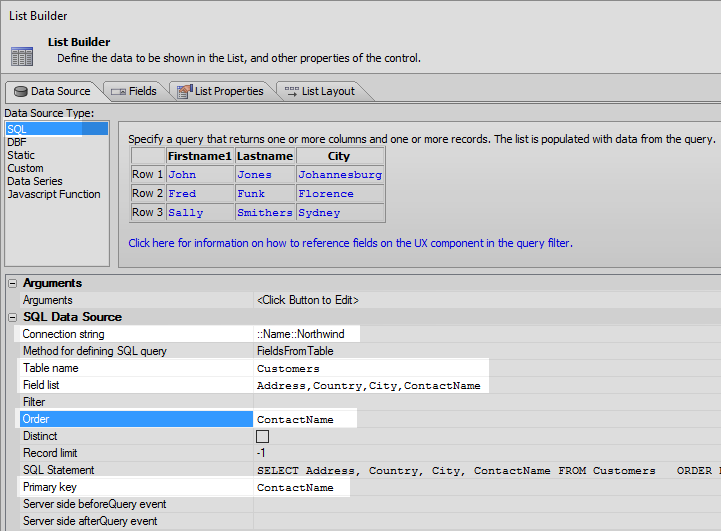 List Builder
List Builder
Define the data to be shown in the List, and other properties of the control.
Data Source Fields List Properties List Layout
Data Source Type:
SQL
DBF
Static
Custom
Data Series
Javascript Function
Specify a query that returns one or more columns and one or more records. The list is populated with data from the query.
Firstname1 Lastname City
Row 1 John Jones Johannesburg
Row 2 Fred Funk Florence
Row 3 Sally Smithers Sydney
Click here for information on how to reference fields on the UX component in the query filter.
Arguments
Arguments <Click Button to Edit>
SQL Data Source
Connection string ::Name::Northwind
Method for defining SQL query FieldsFromTable
Table name Customers
Field list Address,Country,City,ContactName
Filter
Order ContactName
Distinct
Record limit -1
SQL Statement SELECT Address, Country, City, ContactName FROM Customers ORDER
Primary key ContactName
Server side beforeQuery event
Server side afterQuery event